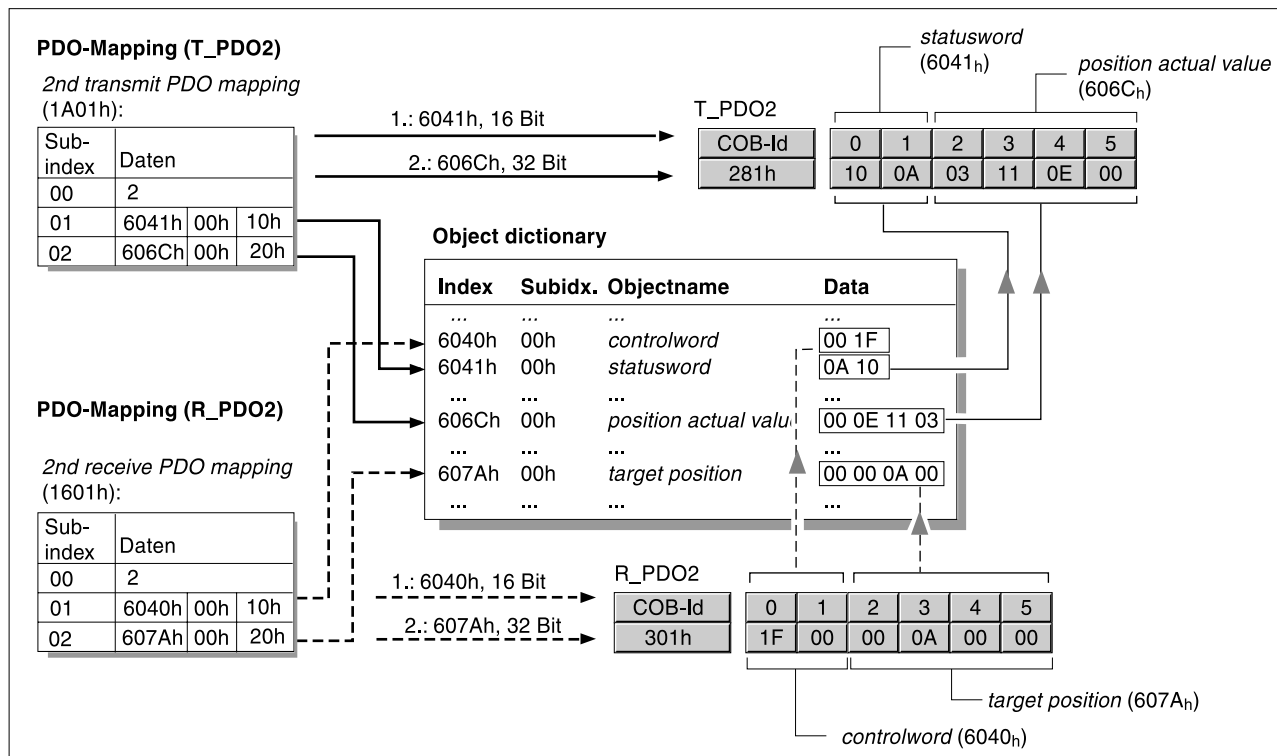 PDO-Mapping (T_PDO2)
2nd transmit PDO mapping
(1A01h):
Sub-
index Daten
00 2
01 6041h 00h 10h
02 606Ch 00h 20h
1.: 6041h, 16 Bit
2.: 606Ch, 32 Bit
statusword
(6041h)
position actual value
(606Ch)
T_PDO2
COB-Id 0 1 2 3 4 5
281h 10 0A 03 11 0E 00
Object dictionary
Index Subidx. Objectname Data
... ... ... ...
6040h 00h controlword 00 1F
6041h 00h statusword 0A 10
... ... ... ...
606Ch 00h position actual valu 00 0E 11 03
... ... ... ...
607Ah 00h target position 00 00 0A 00
... ... ... ...
PDO-Mapping (R_PDO2)
2nd receive PDO mapping
(1601h):
Sub-
index Daten
00 2
01 6040h 00h 10h
02 607Ah 00h 20h
1.: 6040h, 16 Bit
2.: 607Ah, 32 Bit
R_PDO2
COB-Id 0 1 2 3 4 5
301h 1F 00 00 0A 00 00
target position (607Ah)
controlword (6040h)